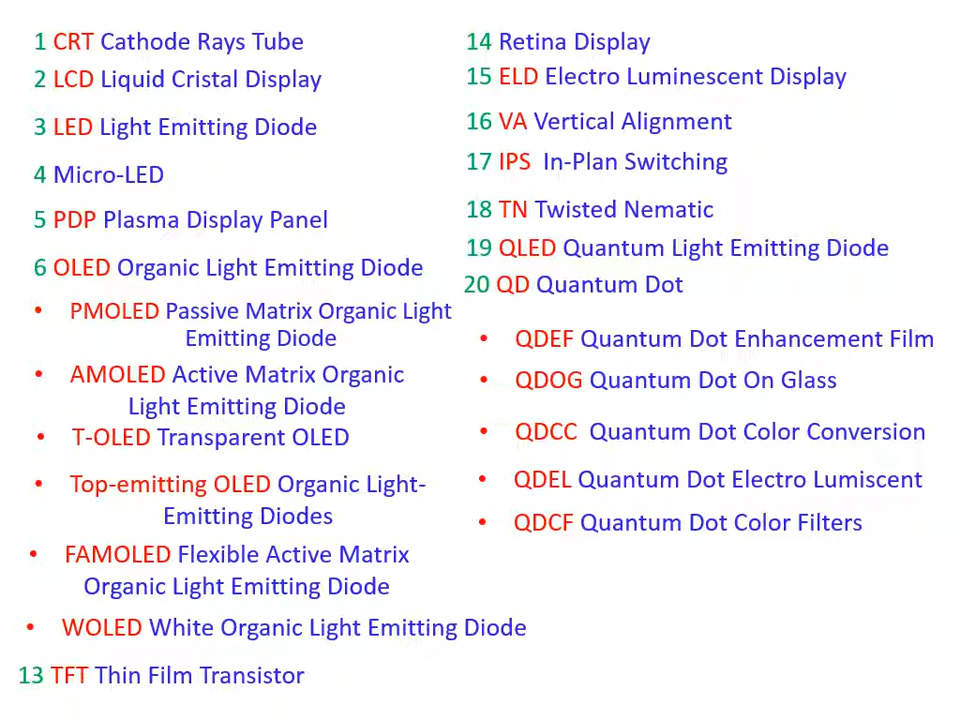 1 CRT Cathode Rays Tube
2 LCD Liquid Cristal Display
3 LED Light Emitting Diode
4 Micro-LED
5 PDP Plasma Display Panel
6 OLED Organic Light Emitting Diode
• PMOLED Passive Matrix Organic Light
Emitting Diode
• AMOLED Active Matrix Organic
Light Emitting Diode
• T-OLED Transparent OLED
• Top-emitting OLED Organic Light-
Emitting Diodes
• FAMOLED Flexible Active Matrix
Organic Light Emitting Diode
• WOLED White Organic Light Emitting Diode
13 TFT Thin Film Transistor
14 Retina Display
15 ELD Electro Luminescent Display
16 VA Vertical Alignment
17 IPS In-Plan Switching
18 TN Twisted Nematic
19 QLED Quantum Light Emitting Diode
20 QD Quantum Dot
• QDEF Quantum Dot Enhancement Film
• QDOG Quantum Dot On Glass
• QDCC Quantum Dot Color Conversion
• QDEL Quantum Dot Electro Lumiscent
• QDCF Quantum Dot Color Filters